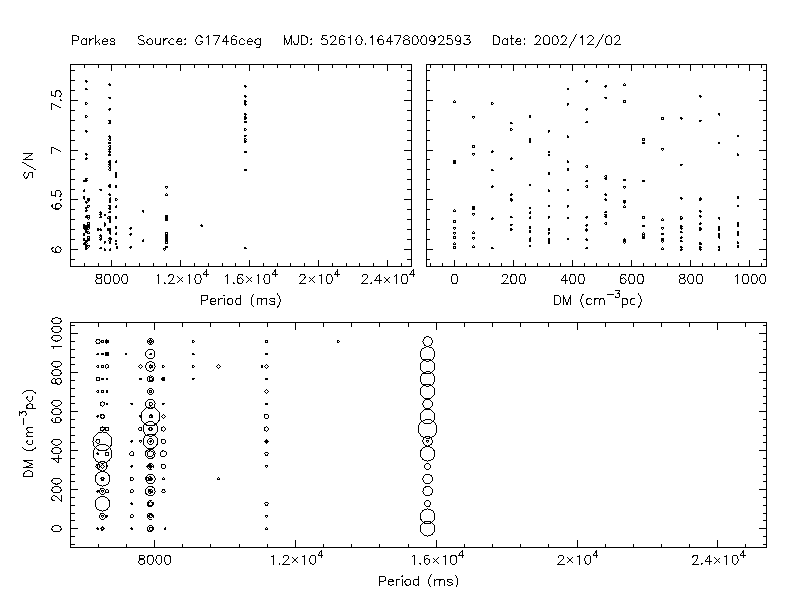 Parkes Source: G1746ceg MJD: 52610.164780092593 Date: 2002/12/02
7.5
7
6.5
6
S/N
8000 1.2×10⁴ 1.6×10⁴ 2×10⁴ 2.4×10⁴
Period (ms)
0 200 400 600 800 1000
DM (cm⁻³pc)
1000
800
600
400
200
0
DM (cm⁻³pc)
8000 1.2×10⁴ 1.6×10⁴ 2×10⁴ 2.4×10⁴
Period (ms)